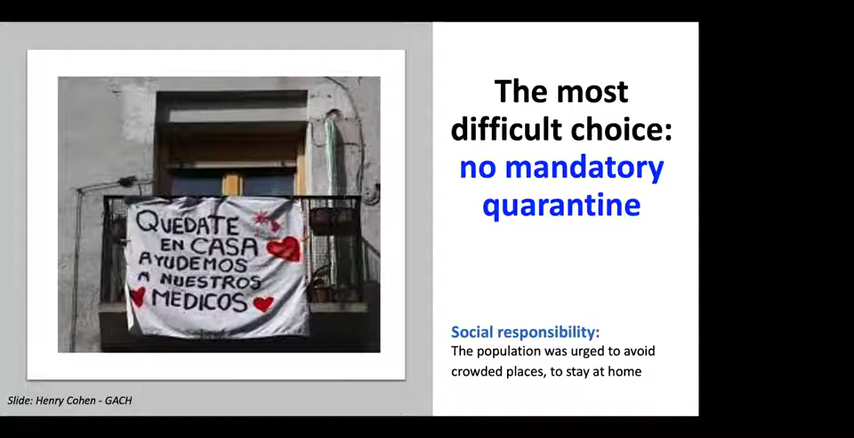 QUEDATE
EN CASA
AYUDEMOS
A NUESTROS
MEDICOS
Slide: Henry Cohen - GACH
The most
difficult choice:
no mandatory
quarantine
Social responsibility:
The population was urged to avoid
crowded places, to stay at home